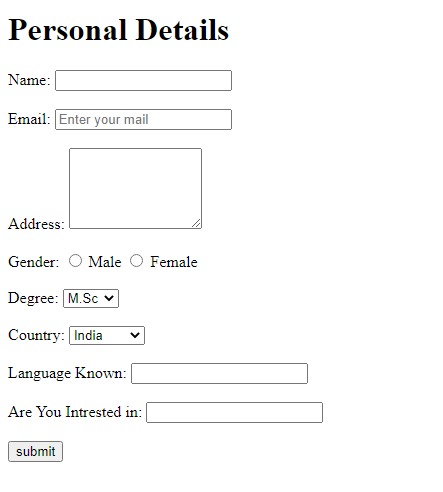 Personal Details
Name:
Email: Enter your mail
Address:
Gender: Male Female
Degree: M.Sc
Country: India
Language Known:
Are You Intrested in:
submit